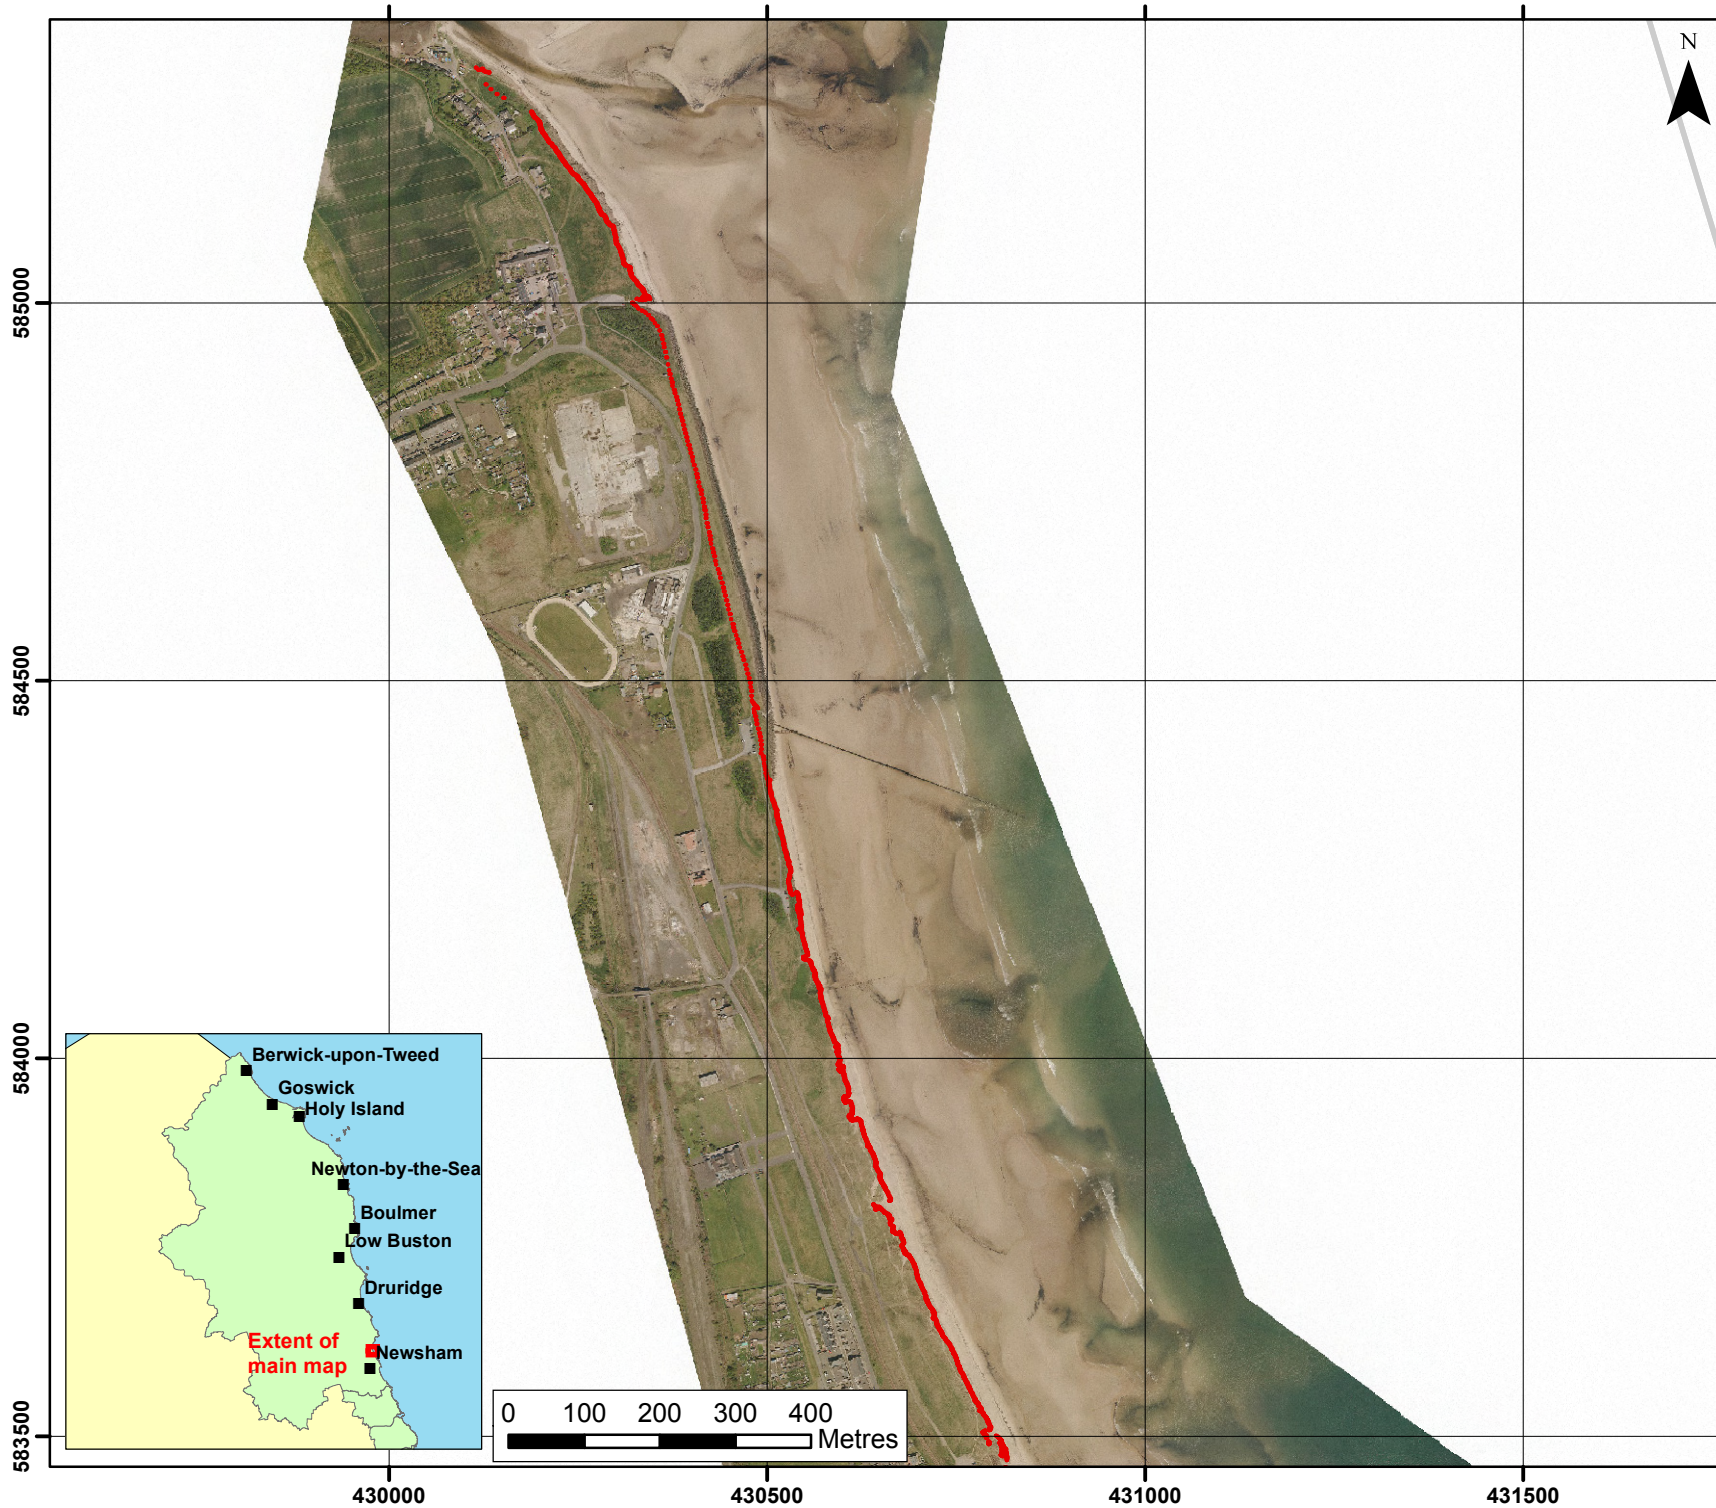 N
585000
584500
584000
583500
Berwick-upon-Tweed
Goswick
Holy Island
Newton-by-the-Sea
Boulmer
Low Buston
Druridge
Extent of
main map
Newsham
0 100 200 300 400
Metres
430000 430500 431000 431500